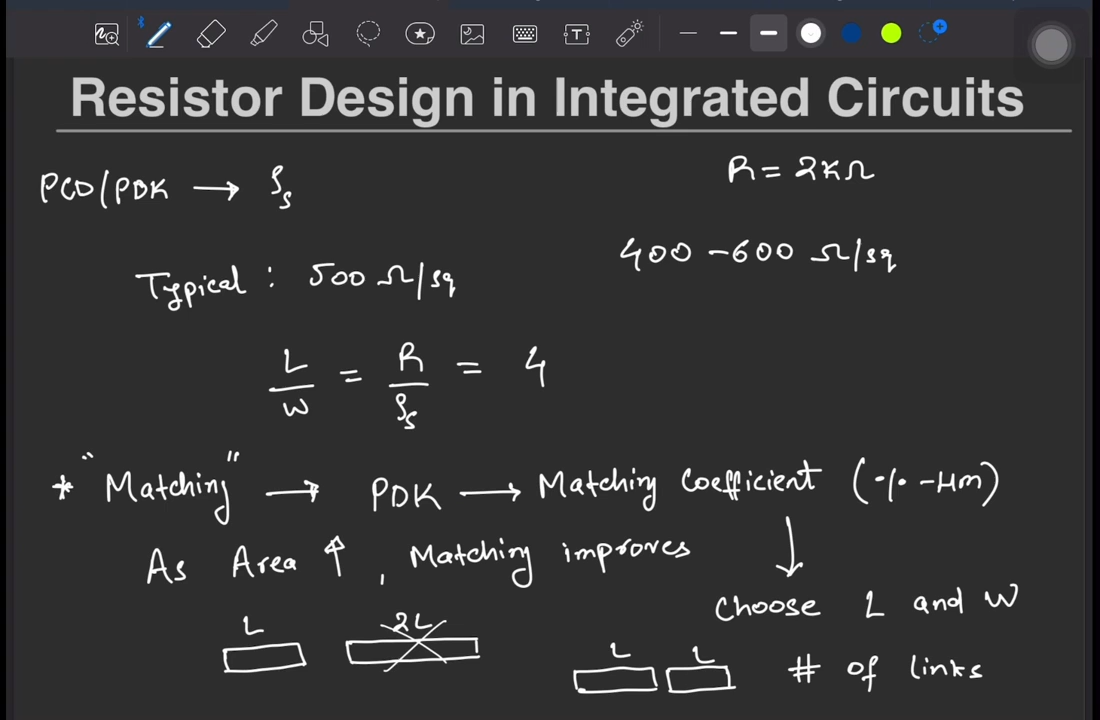 Resistor Design in Integrated Circuits
PCD/PDK → ρs
R = 2KΩ
Typical : 500 Ω/sq
400 - 600 Ω/sq
L/W = R/ρs = 4
* "Matching" → PDK → Matching Coefficient (% - μm)
As Area ↑, Matching improves
Choose L and W
L 2L
L L
# of links